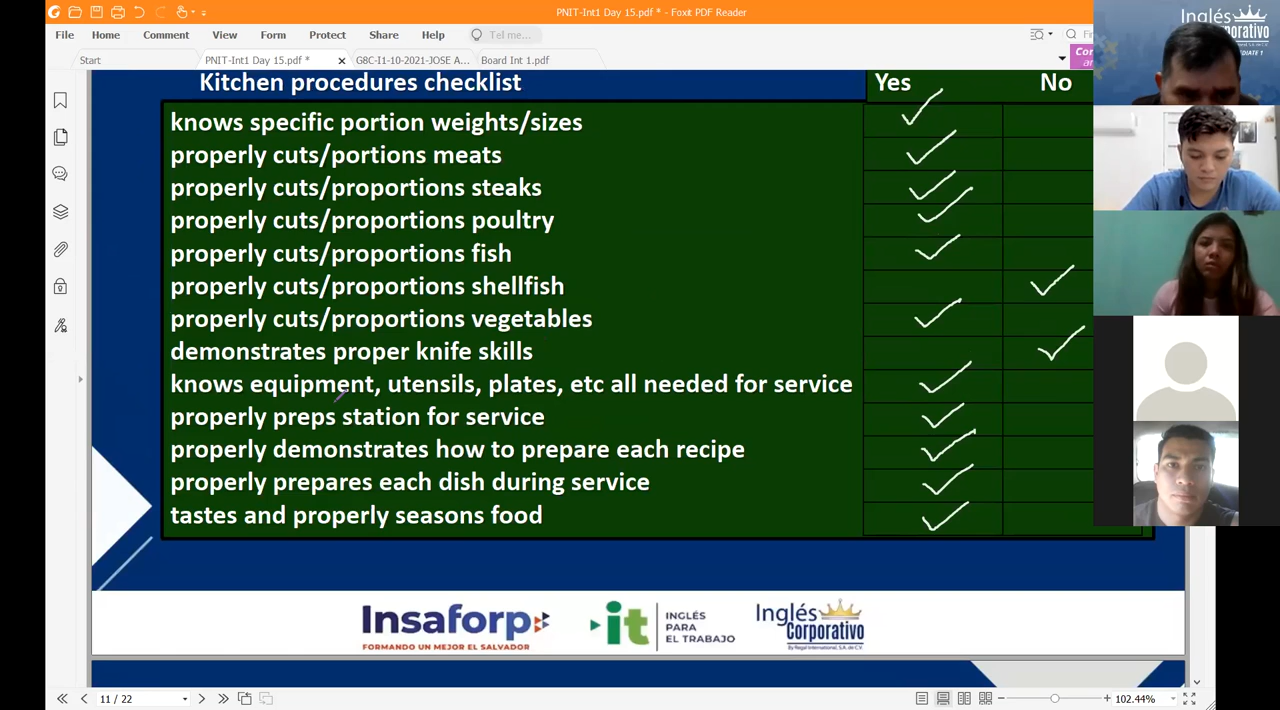 PNIT-Int1 Day 15.pdf * - Foxit PDF Reader
File Home Comment View Form Protect Share Help Tell me...
Start PNIT-Int1 Day 15.pdf * G8C-I1-10-2021-JOSE A... Board Int 1.pdf
Kitchen procedures checklist Yes No
knows specific portion weights/sizes
properly cuts/portions meats
properly cuts/proportions steaks
properly cuts/proportions poultry
properly cuts/proportions fish
properly cuts/proportions shellfish
properly cuts/proportions vegetables
demonstrates proper knife skills
knows equipment, utensils, plates, etc all needed for service
properly preps station for service
properly demonstrates how to prepare each recipe
properly prepares each dish during service
tastes and properly seasons food
Insaforp
FORMANDO UN MEJOR EL SALVADOR
it
INGLÉS
PARA
EL TRABAJO
Inglés
Corporativo
By Regal International, S.A. de C.V.
11 / 22
102.44%
Inglés
Corporativo